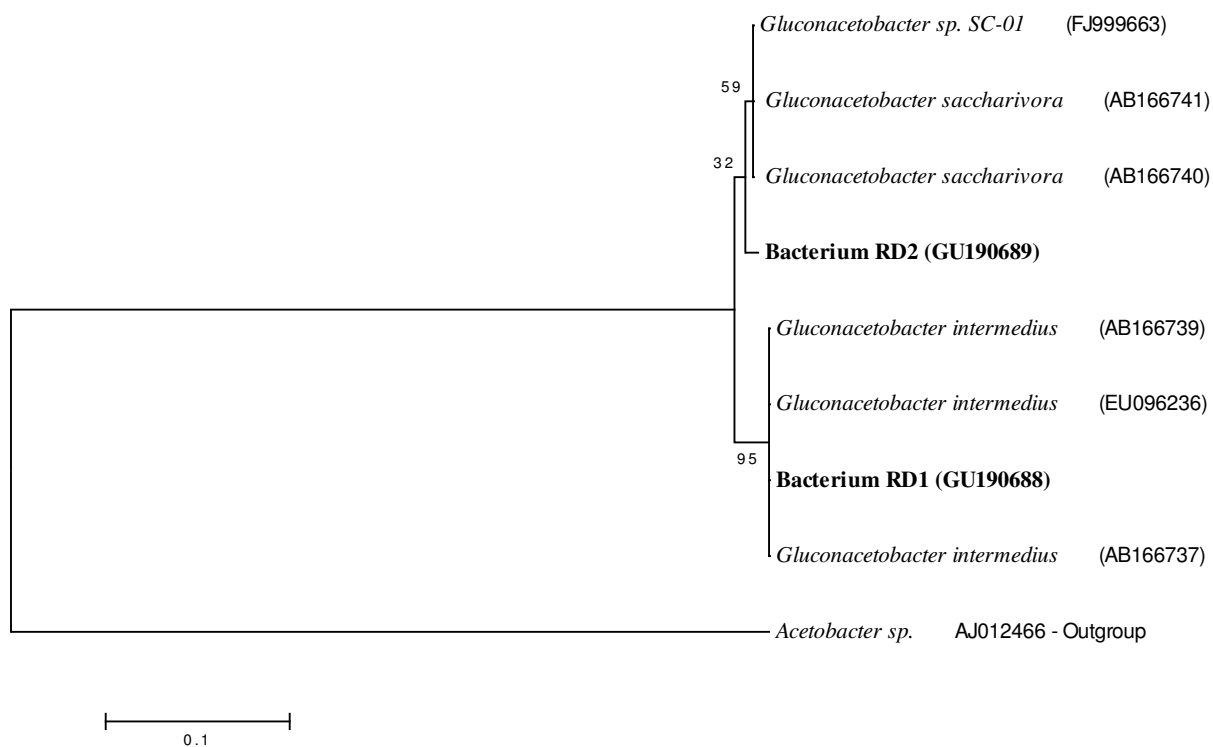 Gluconacetobacter sp. SC-01 (FJ999663)
59
Gluconacetobacter saccharivora (AB166741)
32
Gluconacetobacter saccharivora (AB166740)
Bacterium RD2 (GU190689)
Gluconacetobacter intermedius (AB166739)
Gluconacetobacter intermedius (EU096236)
95
Bacterium RD1 (GU190688)
Gluconacetobacter intermedius (AB166737)
Acetobacter sp. AJ012466 - Outgroup
0.1